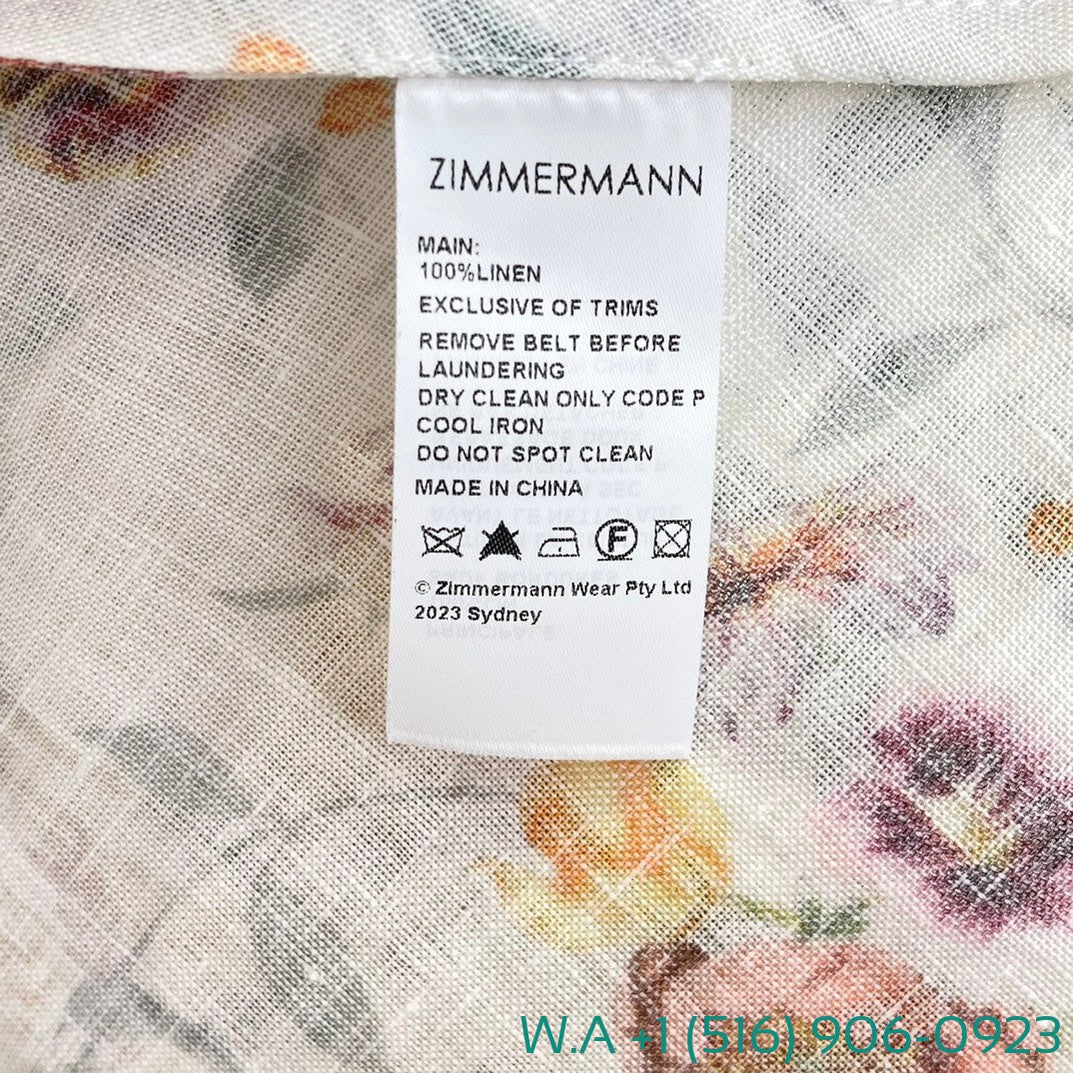 ZIMMERMANN
MAIN:
100%LINEN
EXCLUSIVE OF TRIMS
REMOVE BELT BEFORE
LAUNDERING
DRY CLEAN ONLY CODE P
COOL IRON
DO NOT SPOT CLEAN
MADE IN CHINA
F
© Zimmermann Wear Pty Ltd
2023 Sydney
W.A +1 (516) 906-0923